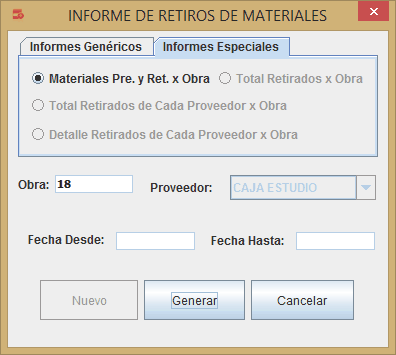 INFORME DE RETIROS DE MATERIALES
Informes Genéricos Informes Especiales
Materiales Pre. y Ret. x Obra Total Retirados x Obra
Total Retirados de Cada Proveedor x Obra
Detalle Retirados de Cada Proveedor x Obra
Obra: 18 Proveedor: CAJA ESTUDIO
Fecha Desde: Fecha Hasta:
Nuevo Generar Cancelar